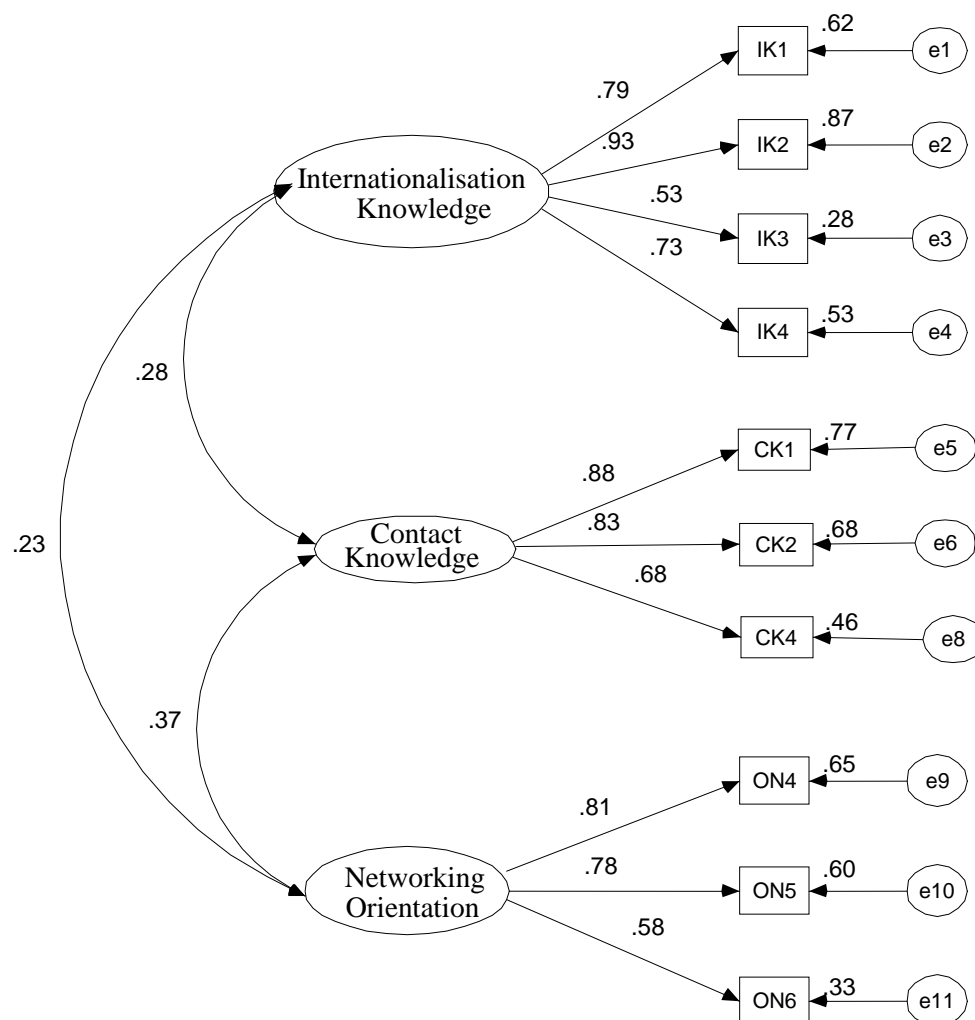 .62
IK1
e1
.79
.87
.93
IK2
e2
Internationalisation
Knowledge
.53
.28
IK3
e3
.73
.53
IK4
e4
.28
.77
CK1
e5
.88
.83
.68
Contact
Knowledge
CK2
e6
.68
.46
CK4
e8
.23
.37
.65
ON4
e9
.81
.78
.60
Networking
Orientation
ON5
e10
.58
.33
ON6
e11